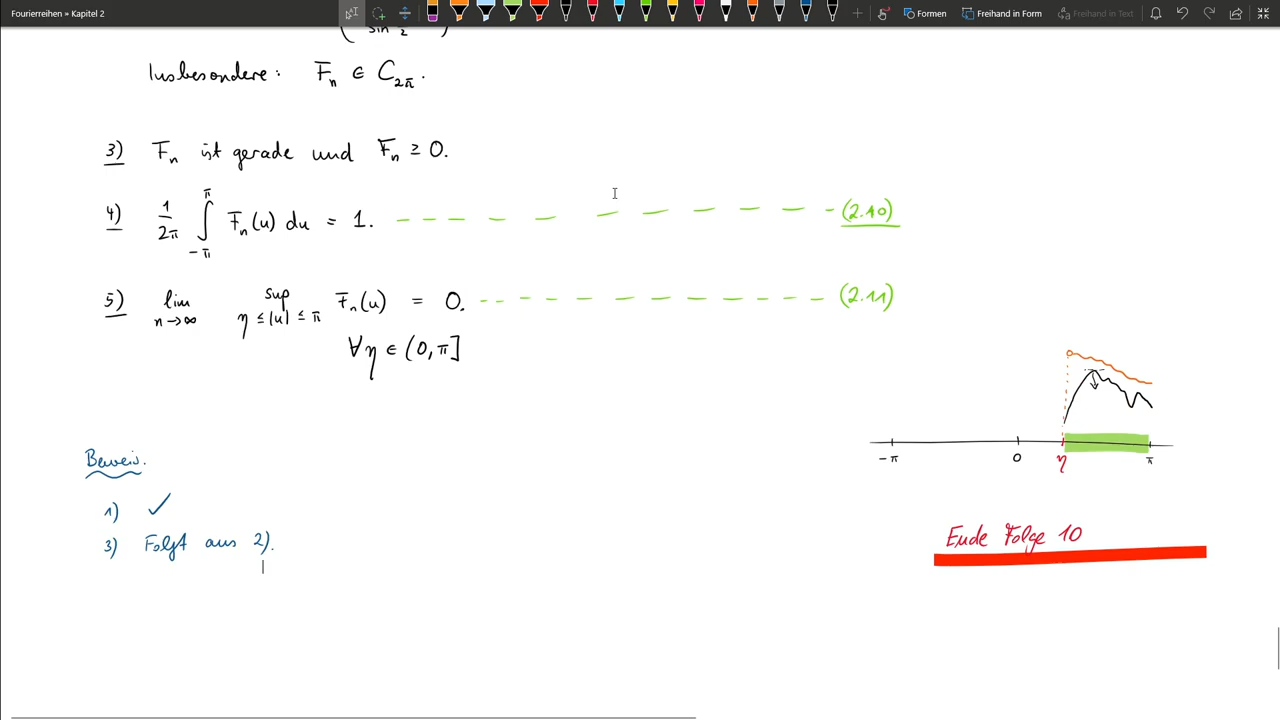 Fourierreihen » Kapitel 2
Formen
Freihand in Form
Freihand in Text
sin 2
Insbesondere: Fₙ ∈ C₂π.
3) Fₙ ist gerade und Fₙ ≥ 0.
4) 1/2π ∫_{-π}^{π} Fₙ(u) du = 1. (2.10)
5) lim_{n→∞} sup_{η ≤ |u| ≤ π} Fₙ(u) = 0. (2.11)
∀η ∈ (0, π]
-π 0 η π
Beweis.
1) ✓
3) Folgt aus 2).
Ende Folge 10